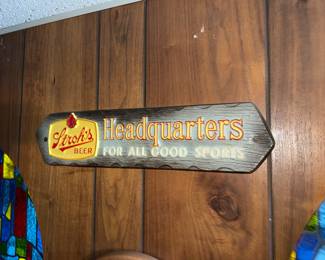 Stroh's
BEER
Headquarters
FOR ALL GOOD SPORTS